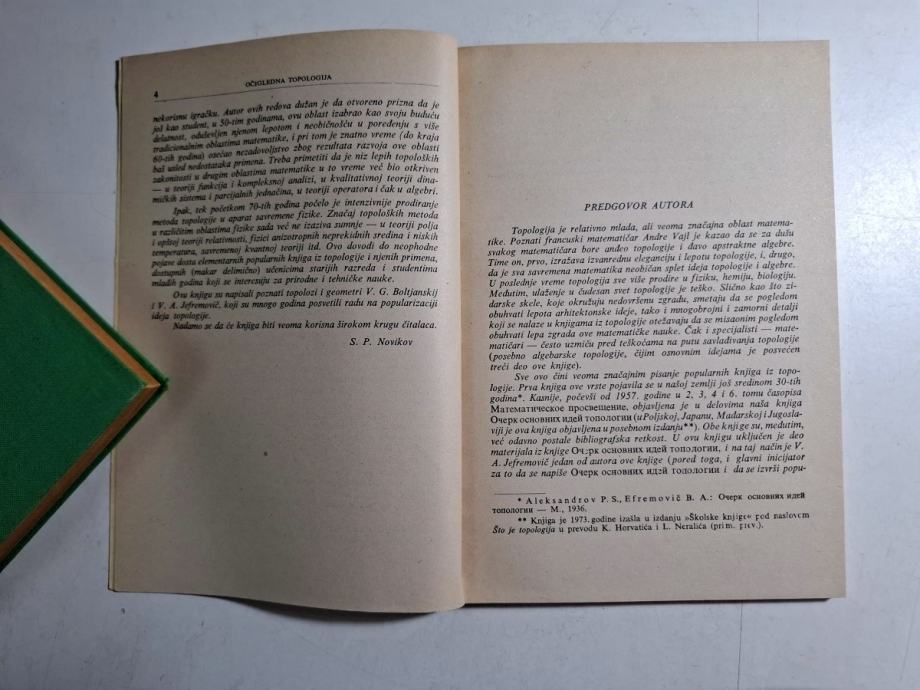 4
OČIGLEDNA TOPOLOGIJA
nekorisnu igračku. Autor ovih redova dužan je da otvoreno prizna da je
još kao student, u 50-tim godinama, ovu oblast izabrao kao svoju buduću
delatnost, oduševljen njenom lepotom i neobičnošću u poređenju s više
tradicionalnim oblastima matematike, i pri tom je znatno vreme (do kraja
60-tih godina) osećao nezadovoljstvo zbog rezultata razvoja ove oblasti
baš usled nedostataka primena. Treba primetiti da je niz lepih topoloških
zakonitosti u drugim oblastima matematike u to vreme već bio otkriven
— u teoriji funkcija i kompleksnoj analizi, u kvalitativnoj teoriji dina-
mičkih sistema i parcijalnih jednačina, u teoriji operatora i čak u algebri.
Ipak, tek početkom 70-tih godina počelo je intenzivnije prodiranje
metoda topologije u aparat savremene fizike. Značaj topoloških metoda
u različitim oblastima fizike sada već ne izaziva sumnje — u teoriji polja
i opštoj teoriji relativnosti, fizici anizotropnih neprekidnih sredina i niskih
temperatura, savremenoj kvantnoj teoriji itd. Ovo dovodi do neophodne
pojave dosta elementarnih popularnih knjiga iz topologije i njenih primena,
dostupnih (makar delimično) učenicima starijih razreda i studentima
mlađih godina koji se interesuju za prirodne i tehničke nauke.
Ovu knjigu su napisali poznati topolozi i geometri V. G. Boltjanskij
i V. A. Jefremovič, koji su mnogo godina posvetili radu na popularizaciji
ideja topologije.
Nadamo se da će knjiga biti veoma korisna širokom krugu čitalaca.
S. P. Novikov
PREDGOVOR AUTORA
Topologija je relativno mlada, ali veoma značajna oblast matema-
tike. Poznati francuski matematičar Andre Vajl je kazao da se za dušu
svakog matematičara bore anđeo topologije i đavo apstraktne algebre.
Time on, prvo, izražava izvanrednu eleganciju i lepotu topologije, i, drugo,
da je sva savremena matematika neobičan splet ideja topologije i algebre.
U poslednje vreme topologija sve više prodire u fiziku, hemiju, biologiju.
Međutim, ulaženje u čudesan svet topologije je teško. Slično kao što zi-
darske skele, koje okružuju nedovršenu zgradu, smetaju da se pogledom
obuhvati lepota arhitektonske ideje, tako i mnogobrojni i zamorni detalji
koji se nalaze u knjigama iz topologije otežavaju da se misaonim pogledom
obuhvati lepa zgrada ove matematičke nauke. Čak i specijalisti — mate-
matičari — često uzmiču pred teškoćama na putu savlađivanja topologije
(posebno algebarske topologije, čijim osnovnim idejama je posvećen
treći deo ove knjige).
Sve ovo čini veoma značajnim pisanje popularnih knjiga iz topo-
logije. Prva knjiga ove vrste pojavila se u našoj zemlji još sredinom 30-tih
godina*. Kasnije, počevši od 1957. godine u 2, 3, 4 i 6. tomu časopisa
Математическое просвещение, objavljena je u delovima naša knjiga
Очерк основних идей топологии (u Poljskoj, Japanu, Mađarskoj i Jugosla-
viji je ova knjiga objavljena u posebnom izdanju**). Obe knjige su, međutim,
već odavno postale bibliografska retkost. U ovu knjigu uključen je deo
materijala iz knjige Очерк основних идей топологии, i na taj način je V.
A. Jefremovič jedan od autora ove knjige (pored toga, i glavni inicijator
za to da se napiše Очерк основних идей топологии i da se izvrši popu-
* Aleksandrov P. S., Efremovič B. A.: Очерк основних идей
топологии — М., 1936.
** Knjiga je 1973. godine izašla u izdanju »Školske knjige« pod naslovom
Što je topologija u prevodu K. Horvatića i L. Neralića (prim. prev.).